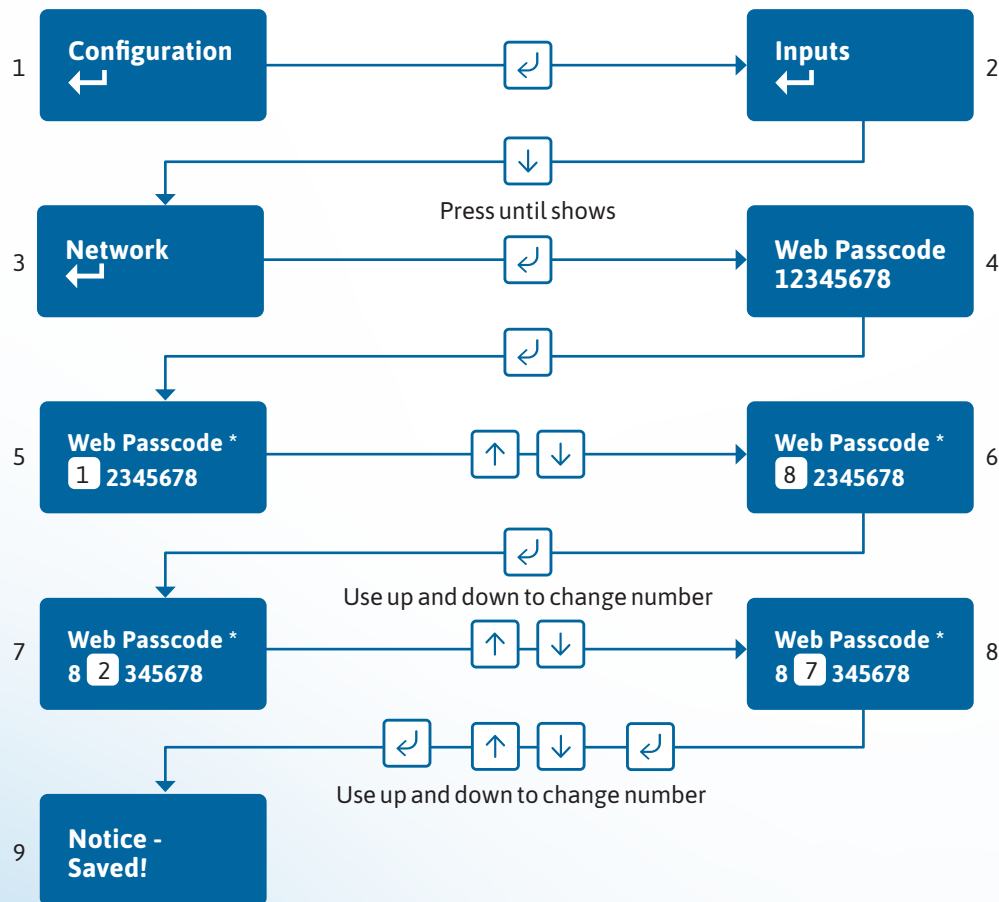 1
Configuration
Inputs
2
Press until shows
3
Network
Web Passcode
12345678
4
5
Web Passcode *
1 2345678
Web Passcode *
8 2345678
6
Use up and down to change number
7
Web Passcode *
8 2 345678
Web Passcode *
8 7 345678
8
Use up and down to change number
9
Notice -
Saved!